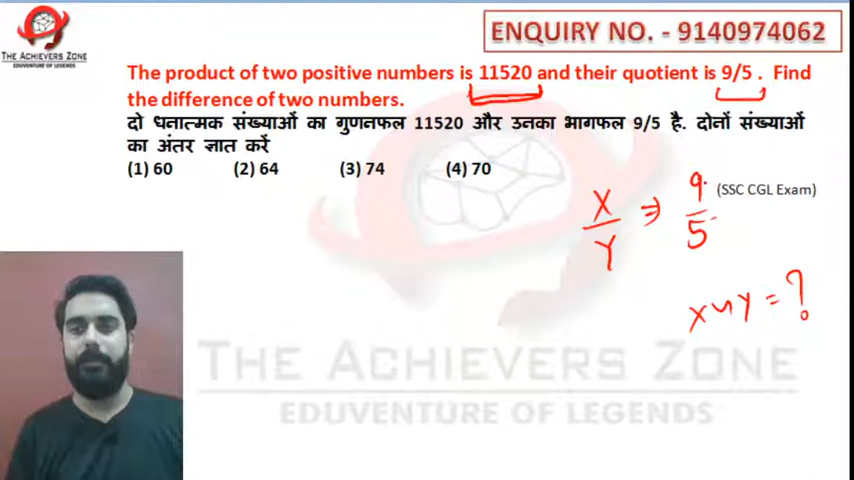 THE ACHIEVERS ZONE
EDUVENTURE OF LEGENDS
ENQUIRY NO. - 9140974062
The product of two positive numbers is 11520 and their quotient is 9/5 . Find
the difference of two numbers.
दो धनात्मक संख्याओं का गुणनफल 11520 और उनका भागफल 9/5 है. दोनों संख्याओं
का अंतर ज्ञात करें
(1) 60 (2) 64 (3) 74 (4) 70
(SSC CGL Exam)
X/Y ⇒ 9/5
X~Y = ?
THE ACHIEVERS ZONE
EDUVENTURE OF LEGENDS